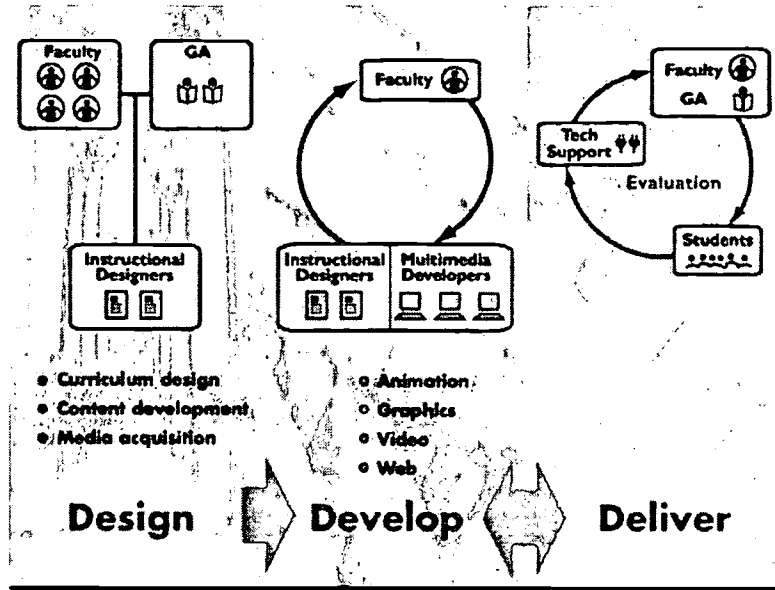 Faculty
GA
Instructional
Designers
• Curriculum design
• Content development
• Media acquisition
Design
Faculty
Instructional
Designers
Multimedia
Developers
○ Animation
○ Graphics
○ Video
○ Web
Develop
Faculty
GA
Tech
Support
Evaluation
Students
Deliver